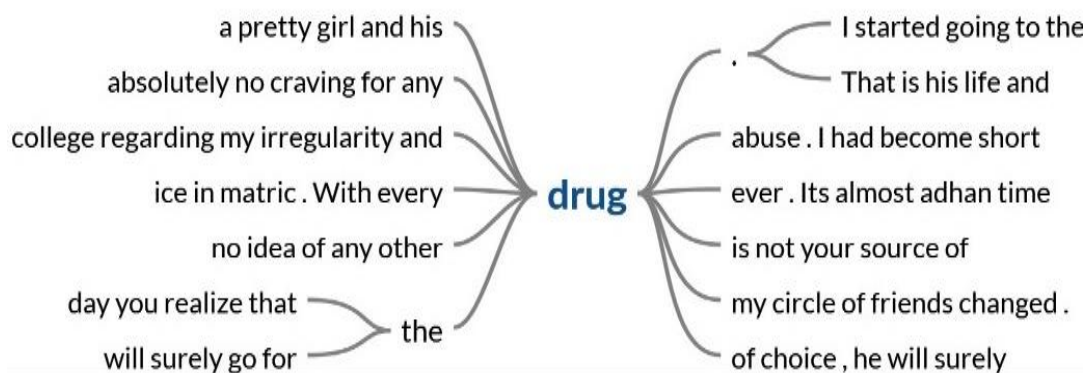 a pretty girl and his
absolutely no craving for any
college regarding my irregularity and
ice in matric . With every
no idea of any other
day you realize that
will surely go for
the
drug
.
I started going to the
That is his life and
abuse . I had become short
ever . Its almost adhan time
is not your source of
my circle of friends changed .
of choice , he will surely